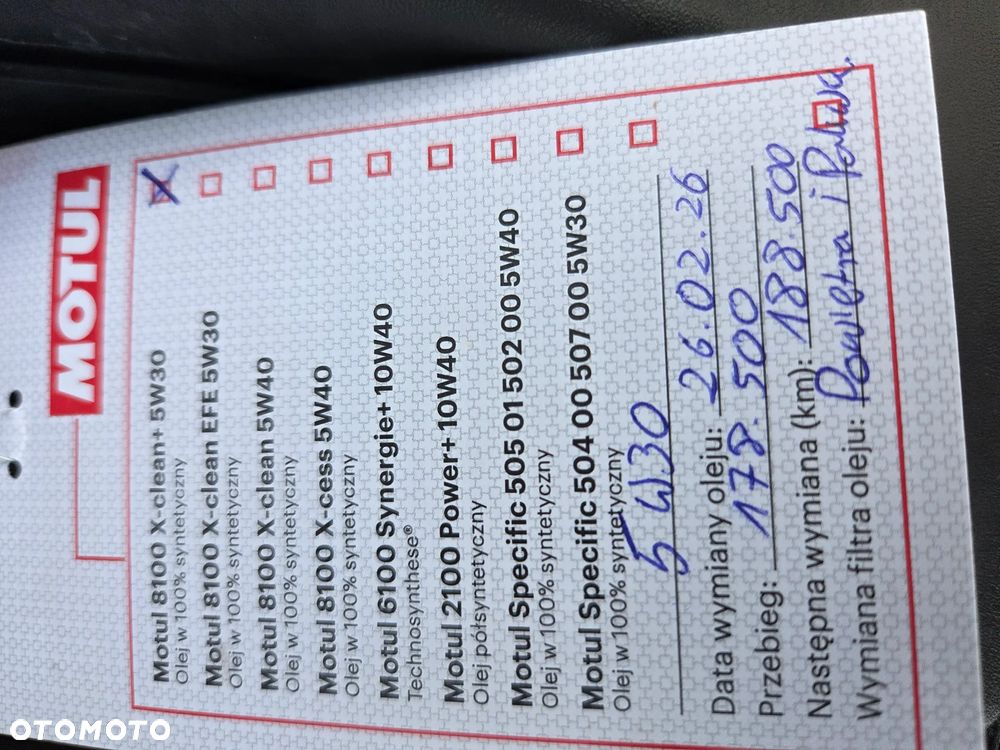 MOTUL
Motul 8100 X-clean+ 5W30
Olej w 100% syntetyczny
Motul 8100 X-clean EFE 5W30
Olej w 100% syntetyczny
Motul 8100 X-clean 5W40
Olej w 100% syntetyczny
Motul 8100 X-cess 5W40
Olej w 100% syntetyczny
Motul 6100 Synergie+ 10W40
Technosynthese®
Motul 2100 Power+ 10W40
Olej półsyntetyczny
Motul Specific 505 01 502 00 5W40
Olej w 100% syntetyczny
Motul Specific 504 00 507 00 5W30
Olej w 100% syntetyczny
5W30
Data wymiany oleju: 26.02.26
Przebieg: 178.500
Następna wymiana (km): 188.500
Wymiana filtra oleju: Powietrza i Paliwa.
OTOMOTO